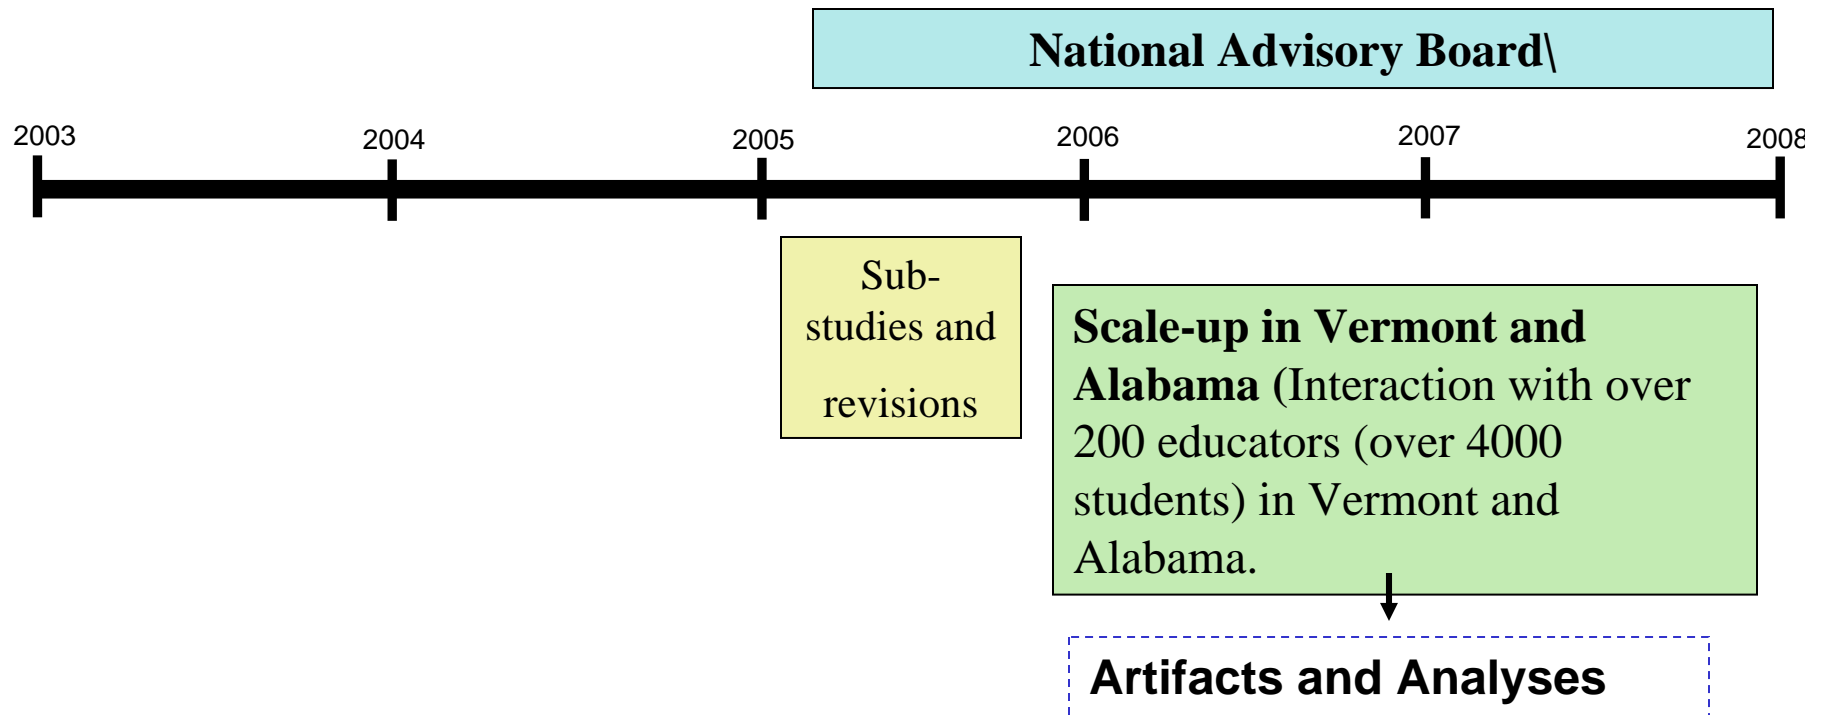 National Advisory Board\
2003 2004 2005 2006 2007 2008
Sub-
studies and
revisions
Scale-up in Vermont and
Alabama (Interaction with over
200 educators (over 4000
students) in Vermont and
Alabama.
Artifacts and Analyses